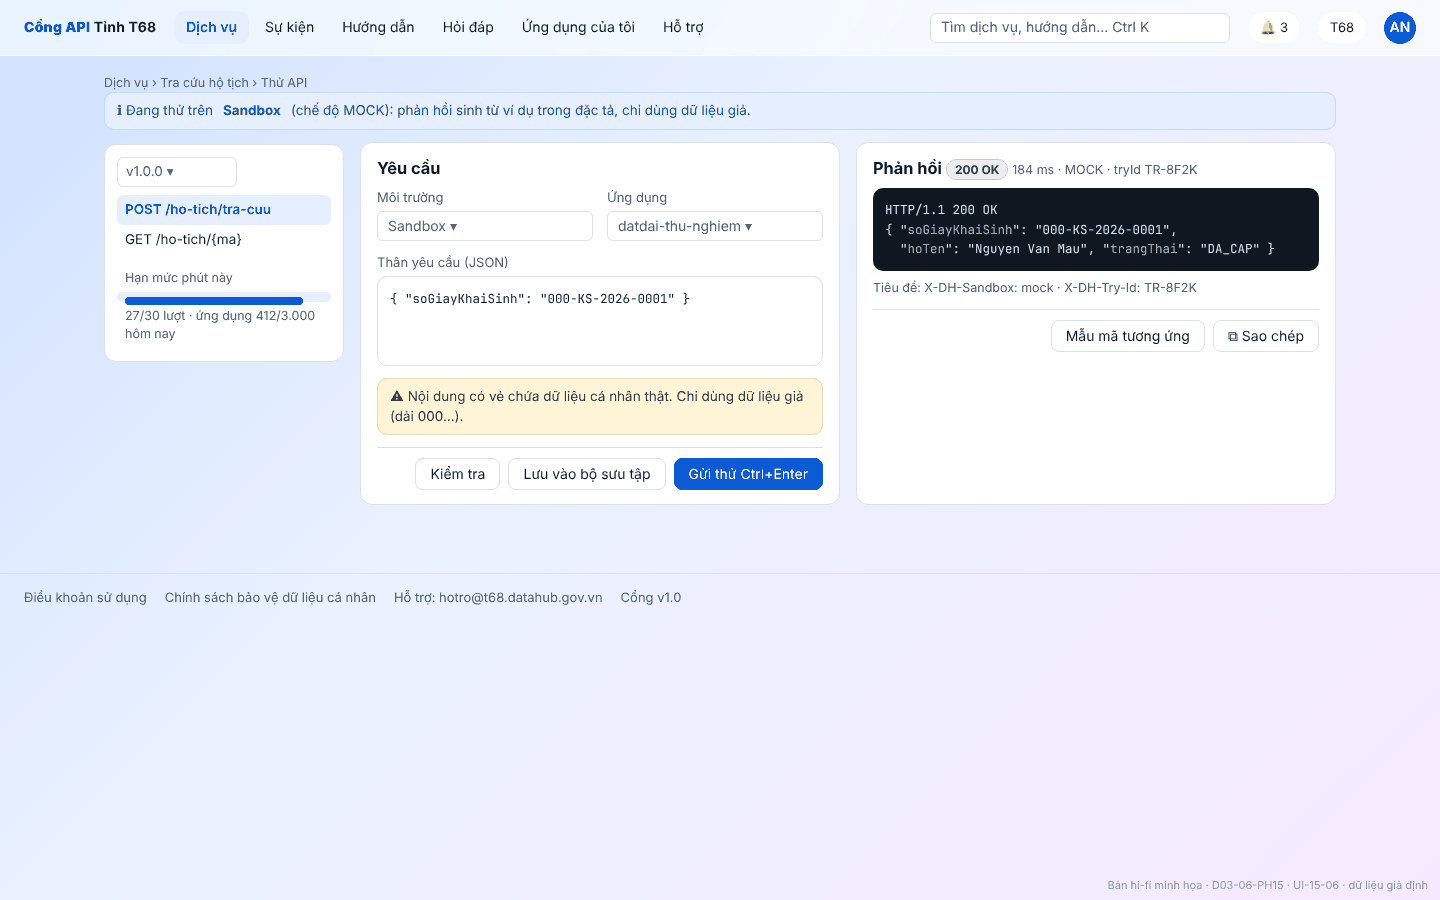 Cổng API Tỉnh T68 Dịch vụ Sự kiện Hướng dẫn Hỏi đáp Ứng dụng của tôi Hỗ trợ Tìm dịch vụ, hướng dẫn... Ctrl K 🔔 3 T68 AN
Dịch vụ › Tra cứu hộ tịch › Thử API
ℹ Đang thử trên Sandbox (chế độ MOCK): phản hồi sinh từ ví dụ trong đặc tả, chỉ dùng dữ liệu giả.
v1.0.0 ▾
POST /ho-tich/tra-cuu
GET /ho-tich/{ma}
Hạn mức phút này
27/30 lượt · ứng dụng 412/3.000
hôm nay
Yêu cầu
Môi trường Ứng dụng
Sandbox ▾ datdai-thu-nghiem ▾
Thân yêu cầu (JSON)
{ "soGiayKhaiSinh": "000-KS-2026-0001" }
⚠ Nội dung có vẻ chứa dữ liệu cá nhân thật. Chỉ dùng dữ liệu giả
(dải 000...).
Kiểm tra Lưu vào bộ sưu tập Gửi thử Ctrl+Enter
Phản hồi 200 OK 184 ms · MOCK · tryId TR-8F2K
HTTP/1.1 200 OK
{ "soGiayKhaiSinh": "000-KS-2026-0001",
"hoTen": "Nguyen Van Mau", "trangThai": "DA_CAP" }
Tiêu đề: X-DH-Sandbox: mock · X-DH-Try-Id: TR-8F2K
Mẫu mã tương ứng ⧉ Sao chép
Điều khoản sử dụng Chính sách bảo vệ dữ liệu cá nhân Hỗ trợ: hotro@t68.datahub.gov.vn Cổng v1.0
Bản hi-fi minh họa · D03-06-PH15 · UI-15-06 · dữ liệu giả định